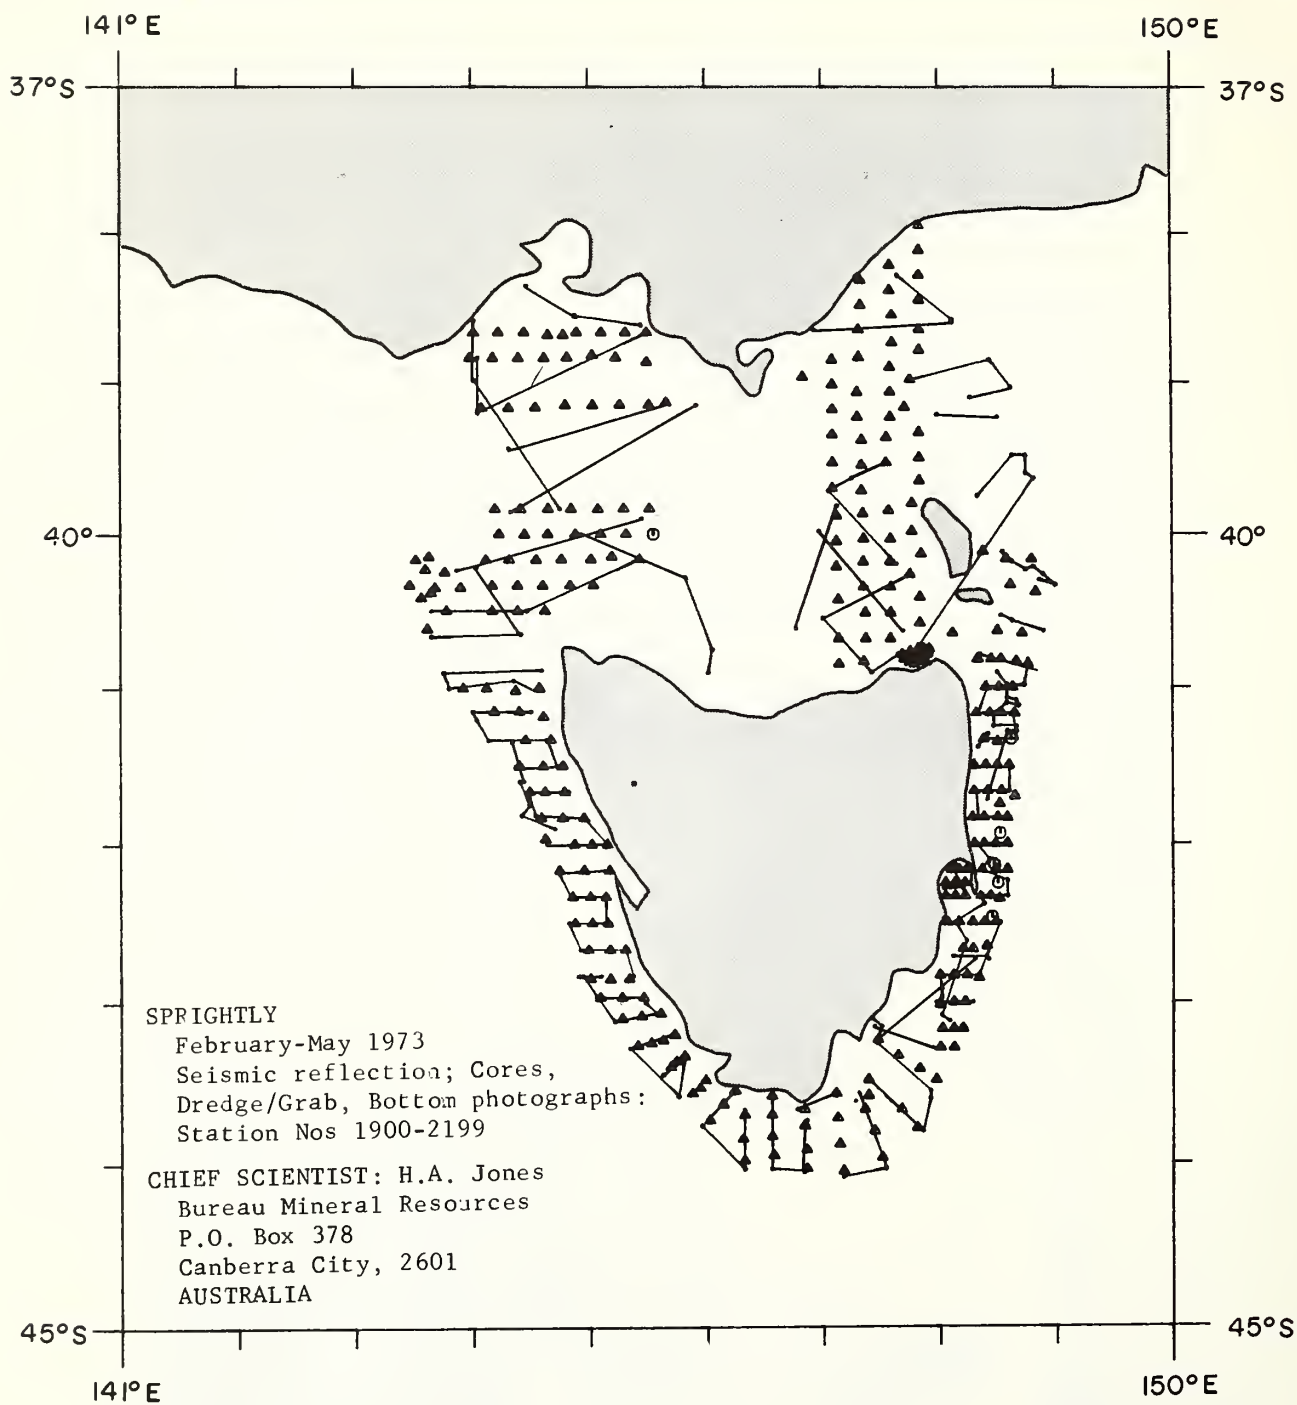 141° E
150° E
37°S
37°S
40°
40°
SPRIGHTLY
February-May 1973
Seismic reflection; Cores,
Dredge/Grab, Bottom photographs:
Station Nos 1900-2199
CHIEF SCIENTIST: H.A. Jones
Bureau Mineral Resources
P.O. Box 378
Canberra City, 2601
AUSTRALIA
45°S
45°S
141°E
150°E